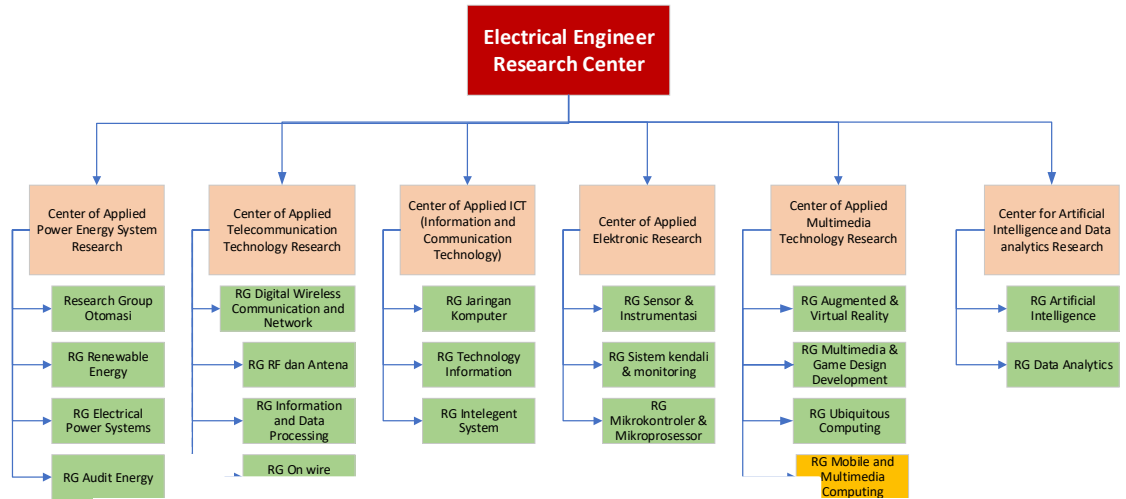 Electrical Engineer
Research Center
Center of Applied
Power Energy System
Research
Center of Applied
Telecommunication
Technology Research
Center of Applied ICT
(Information and
Communication
Technology)
Center of Applied
Elektronic Research
Center of Applied
Multimedia
Technology Research
Center for Artificial
Intelligence and Data
analytics Research
Research Group
Otomasi
RG Renewable
Energy
RG Electrical
Power Systems
RG Audit Energy
RG Digital Wireless
Communication and
Network
RG RF dan Antena
RG Information
and Data
Processing
RG On wire
RG Jaringan
Komputer
RG Technology
Information
RG Intelegent
System
RG Sensor &
Instrumentasi
RG Sistem kendali
& monitoring
RG
Mikrokontroler &
Mikroprosessor
RG Augmented &
Virtual Reality
RG Multimedia &
Game Design
Development
RG Ubiquitous
Computing
RG Mobile and
Multimedia
Computing
RG Artificial
Intelligence
RG Data Analytics